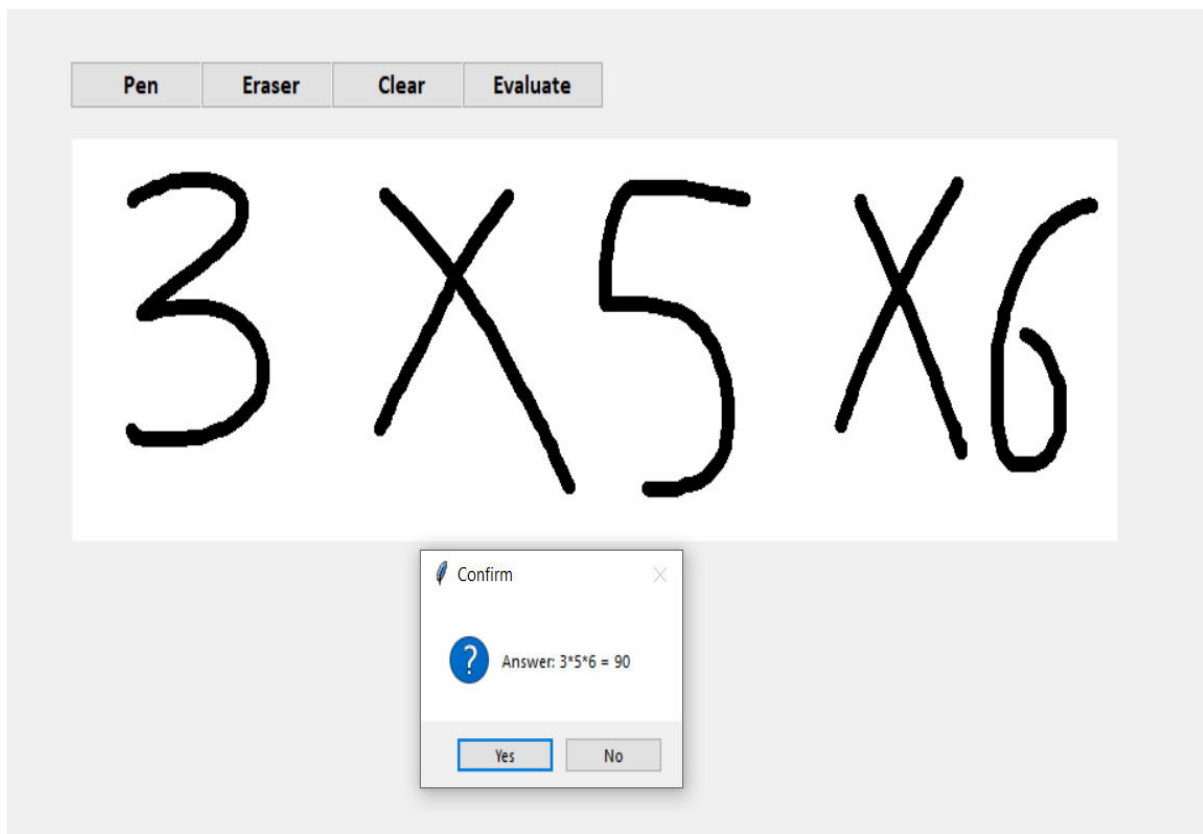 Pen Eraser Clear Evaluate
3 X 5 X 6
Confirm
Answer: 3*5*6 = 90
Yes No